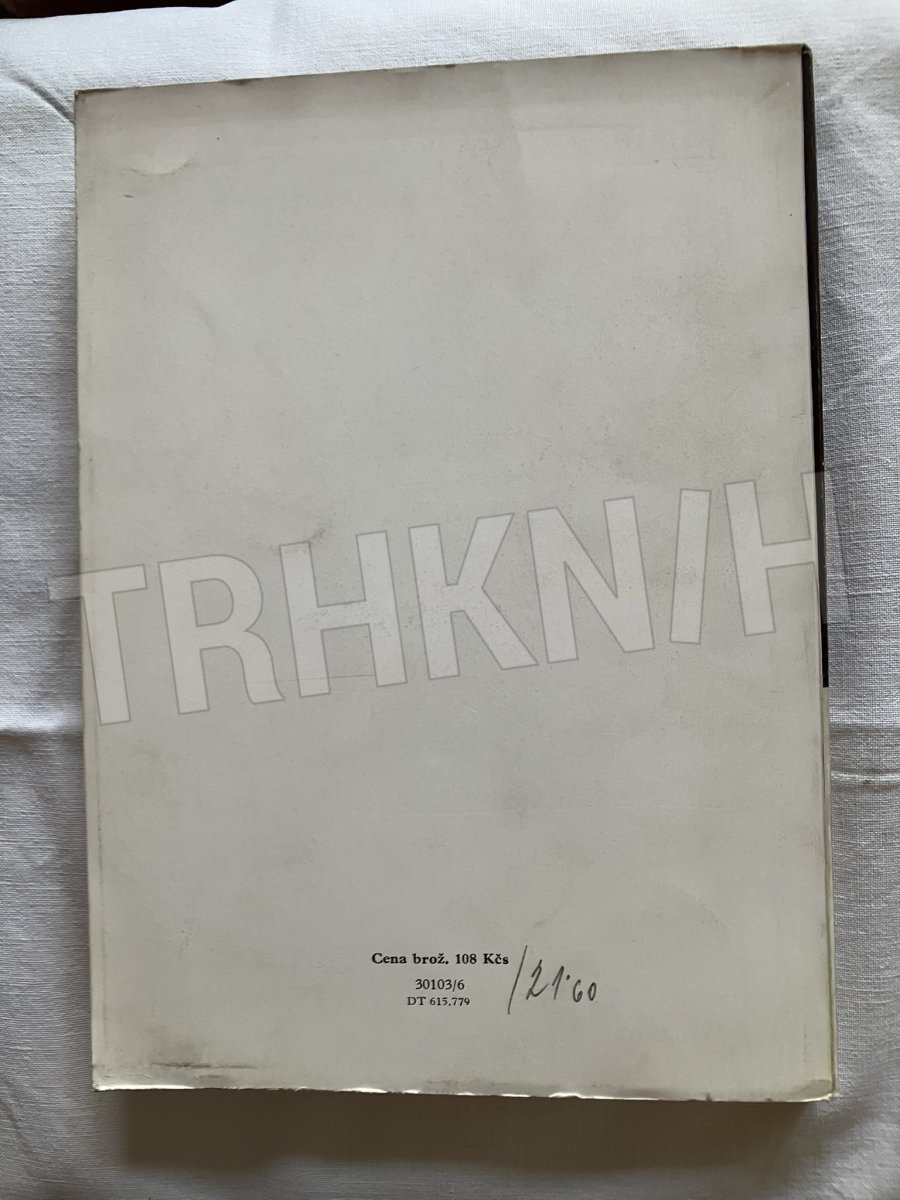 TRHKNIH
Cena brož. 108 Kčs
30103/6
DT 615.779
/21·60